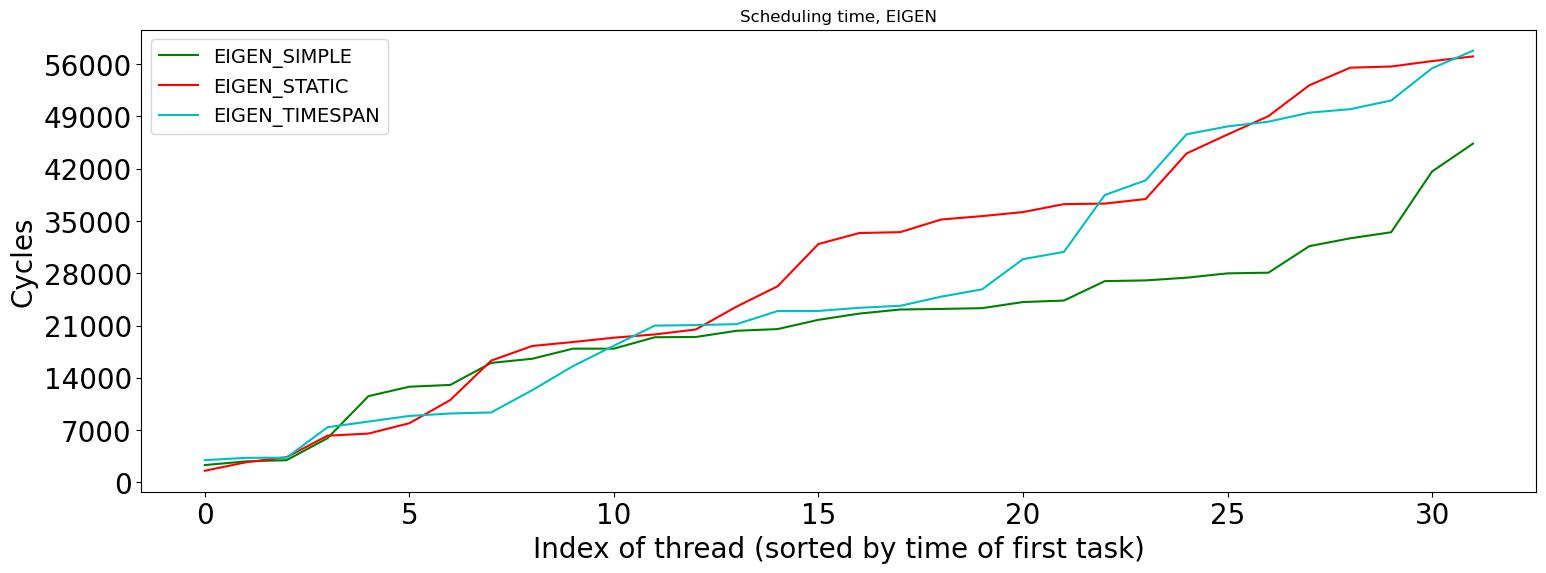 Scheduling time, EIGEN
EIGEN_SIMPLE
EIGEN_STATIC
EIGEN_TIMESPAN
56000
49000
42000
35000
28000
21000
14000
7000
0
Cycles
0 5 10 15 20 25 30
Index of thread (sorted by time of first task)